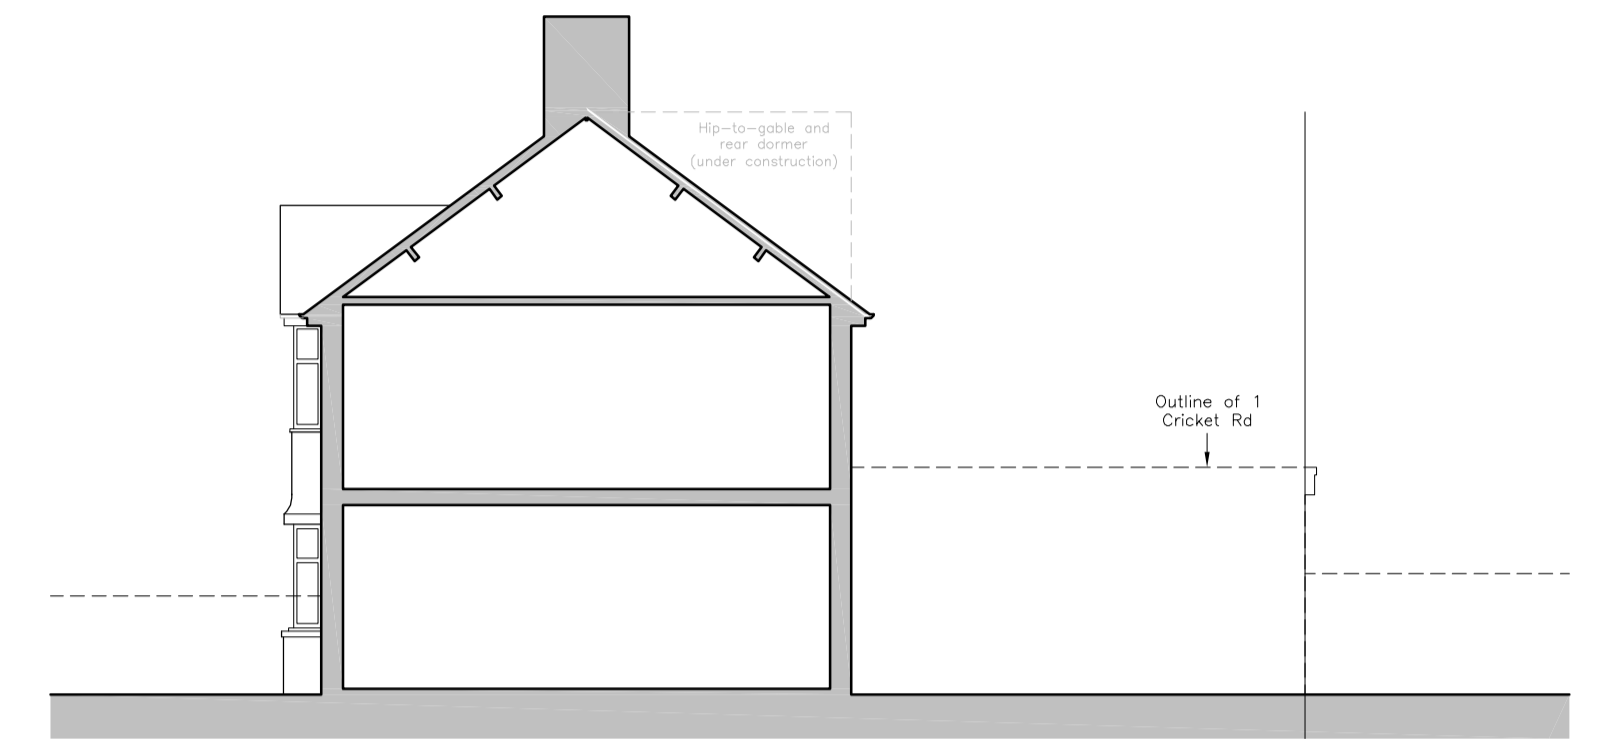 Hip-to-gable and
rear dormer
(under construction)
Outline of 1
Cricket Rd